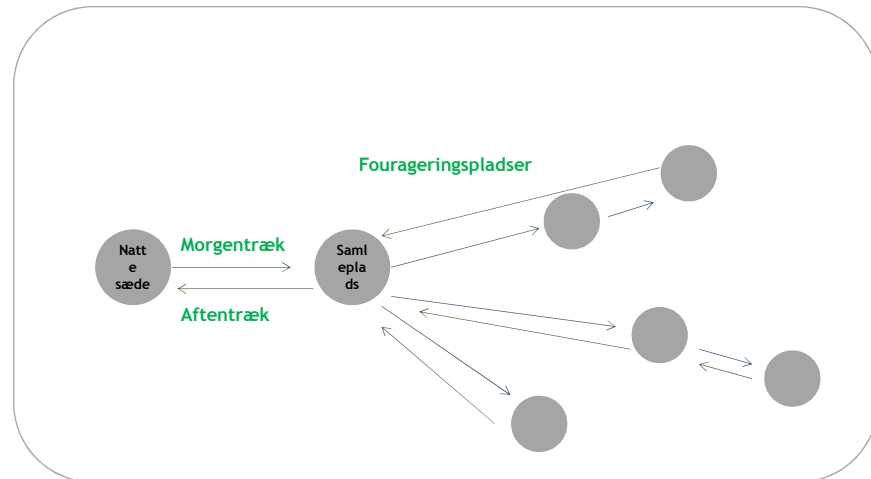 Fourageringspladser
Morgentræk
Natt
e
sæde
Saml
epla
ds
Aftentræk